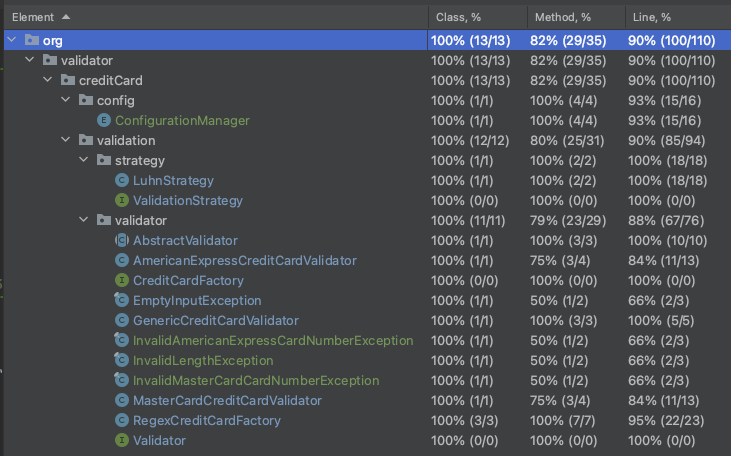 Element Class, % Method, % Line, %
org 100% (13/13) 82% (29/35) 90% (100/110)
validator 100% (13/13) 82% (29/35) 90% (100/110)
creditCard 100% (13/13) 82% (29/35) 90% (100/110)
config 100% (1/1) 100% (4/4) 93% (15/16)
ConfigurationManager 100% (1/1) 100% (4/4) 93% (15/16)
validation 100% (12/12) 80% (25/31) 90% (85/94)
strategy 100% (1/1) 100% (2/2) 100% (18/18)
LuhnStrategy 100% (1/1) 100% (2/2) 100% (18/18)
ValidationStrategy 100% (0/0) 100% (0/0) 100% (0/0)
validator 100% (11/11) 79% (23/29) 88% (67/76)
AbstractValidator 100% (1/1) 100% (3/3) 100% (10/10)
AmericanExpressCreditCardValidator 100% (1/1) 75% (3/4) 84% (11/13)
CreditCardFactory 100% (0/0) 100% (0/0) 100% (0/0)
EmptyInputException 100% (1/1) 50% (1/2) 66% (2/3)
GenericCreditCardValidator 100% (1/1) 100% (3/3) 100% (5/5)
InvalidAmericanExpressCardNumberException 100% (1/1) 50% (1/2) 66% (2/3)
InvalidLengthException 100% (1/1) 50% (1/2) 66% (2/3)
InvalidMasterCardCardNumberException 100% (1/1) 50% (1/2) 66% (2/3)
MasterCardCreditCardValidator 100% (1/1) 75% (3/4) 84% (11/13)
RegexCreditCardFactory 100% (3/3) 100% (7/7) 95% (22/23)
Validator 100% (0/0) 100% (0/0) 100% (0/0)